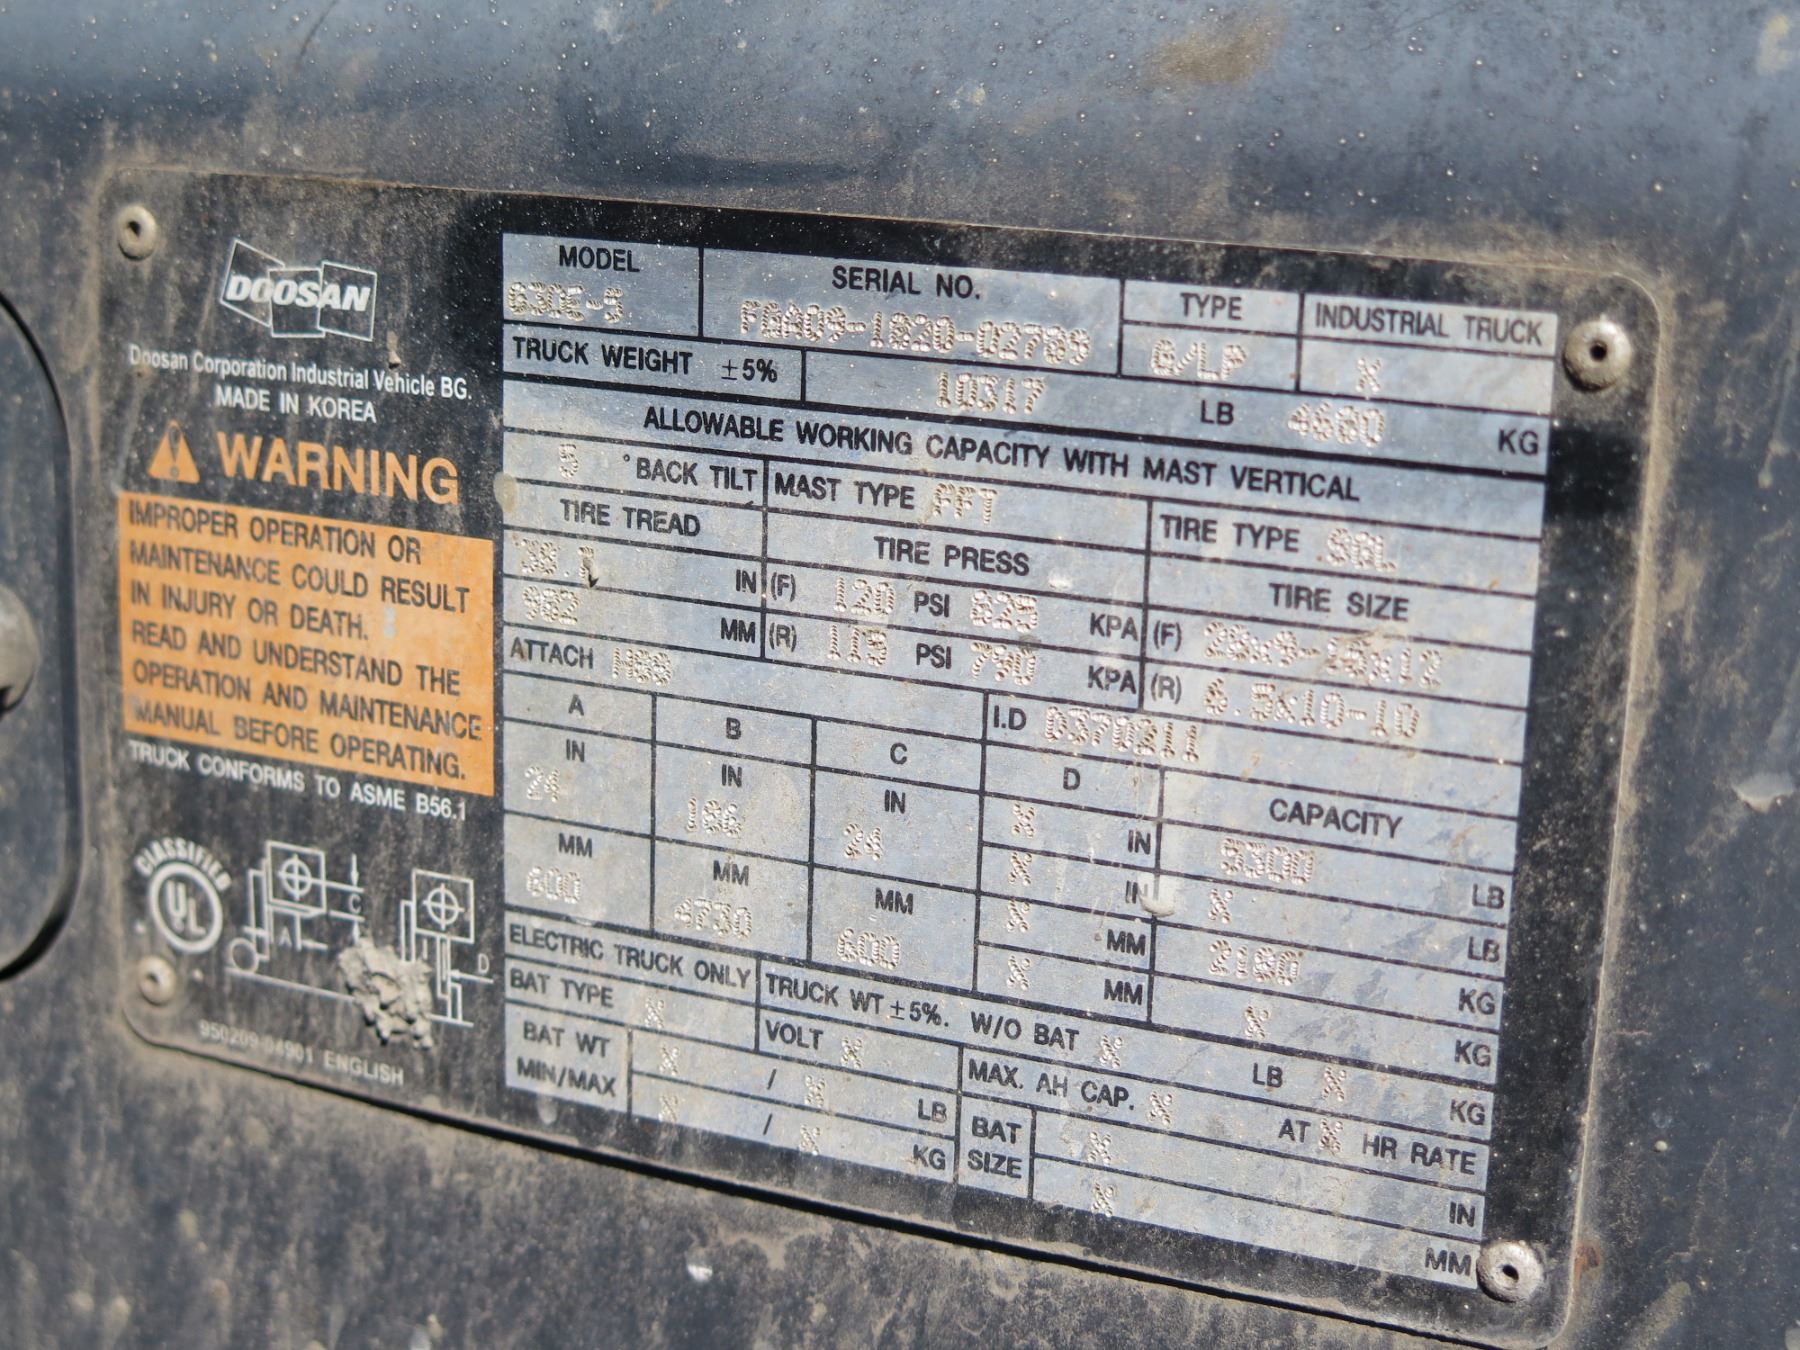 DOOSAN
Doosan Corporation Industrial Vehicle BG.
MADE IN KOREA
WARNING
IMPROPER OPERATION OR
MAINTENANCE COULD RESULT
IN INJURY OR DEATH.
READ AND UNDERSTAND THE
OPERATION AND MAINTENANCE
MANUAL BEFORE OPERATING.
TRUCK CONFORMS TO ASME B56.1
CLASSIFIED
UL
A
C
D
950209-04901 ENGLISH
MODEL SERIAL NO. TYPE INDUSTRIAL TRUCK
G30E-5 G/LP X
TRUCK WEIGHT ±5% 10317 LB 4680 KG
ALLOWABLE WORKING CAPACITY WITH MAST VERTICAL
5 °BACK TILT MAST TYPE FFT TIRE TYPE SGL
TIRE TREAD TIRE PRESS TIRE SIZE
IN (F) 120 PSI 825 KPA (F) 28x9-15x12
982 MM (R) 115 PSI 790 KPA (R) 6.5x10-10
ATTACH HSS I.D G370211
A B C D CAPACITY
IN IN IN X IN LB
24 186 24 X IN X LB
MM MM MM X MM KG
600 4730 600 X MM X KG
ELECTRIC TRUCK ONLY TRUCK WT ±5%. W/O BAT X LB X KG
BAT TYPE X VOLT X MAX. AH CAP. X AT X HR RATE
BAT WT X / X LB BAT X IN
MIN/MAX X / X KG SIZE X MM